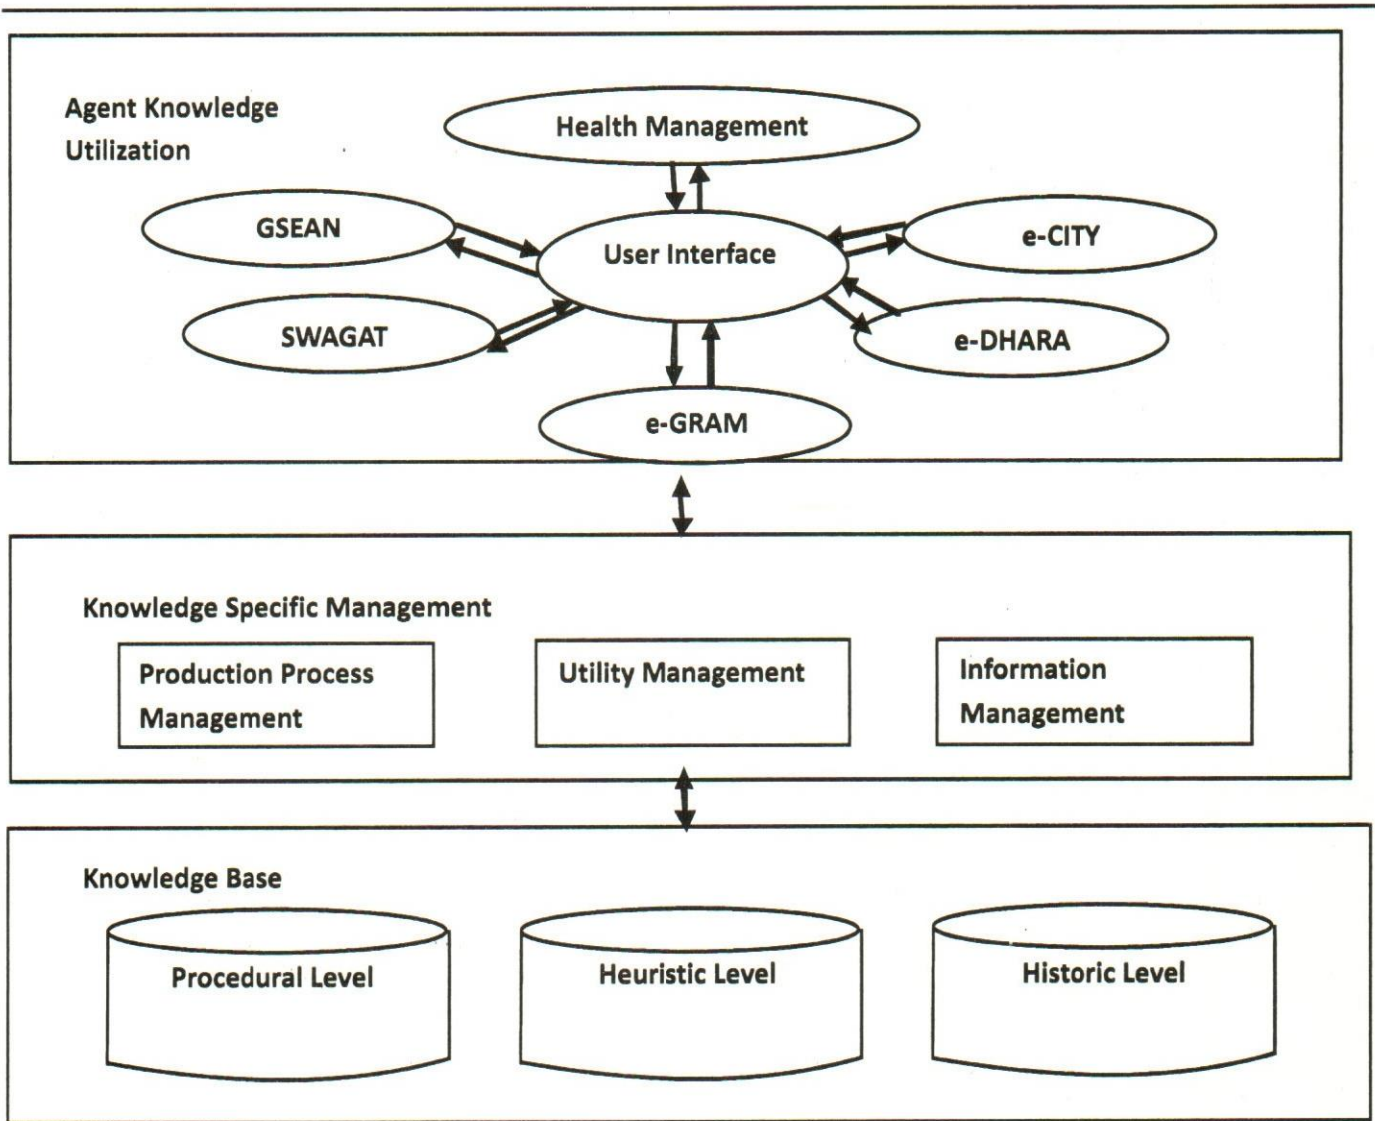 Agent Knowledge
Utilization
Health Management
GSEAN
User Interface
e-CITY
SWAGAT
e-DHARA
e-GRAM
Knowledge Specific Management
Production Process
Management
Utility Management
Information
Management
Knowledge Base
Procedural Level
Heuristic Level
Historic Level